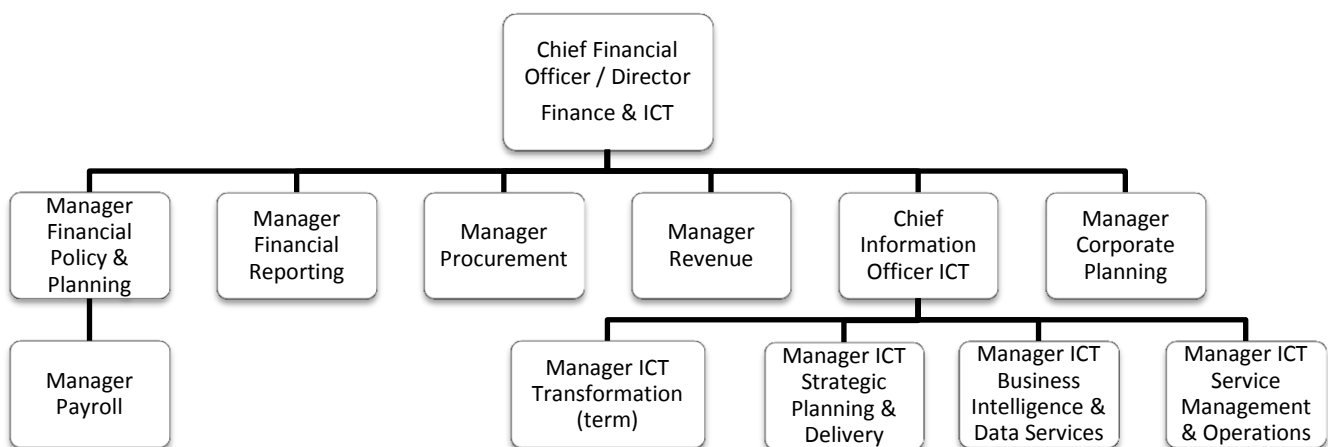 Chief Financial
Officer / Director
Finance & ICT
Manager
Financial
Policy &
Planning
Manager
Financial
Reporting
Manager
Procurement
Manager
Revenue
Chief
Information
Officer ICT
Manager
Corporate
Planning
Manager
Payroll
Manager ICT
Transformation
(term)
Manager ICT
Strategic
Planning &
Delivery
Manager ICT
Business
Intelligence &
Data Services
Manager ICT
Service
Management
& Operations